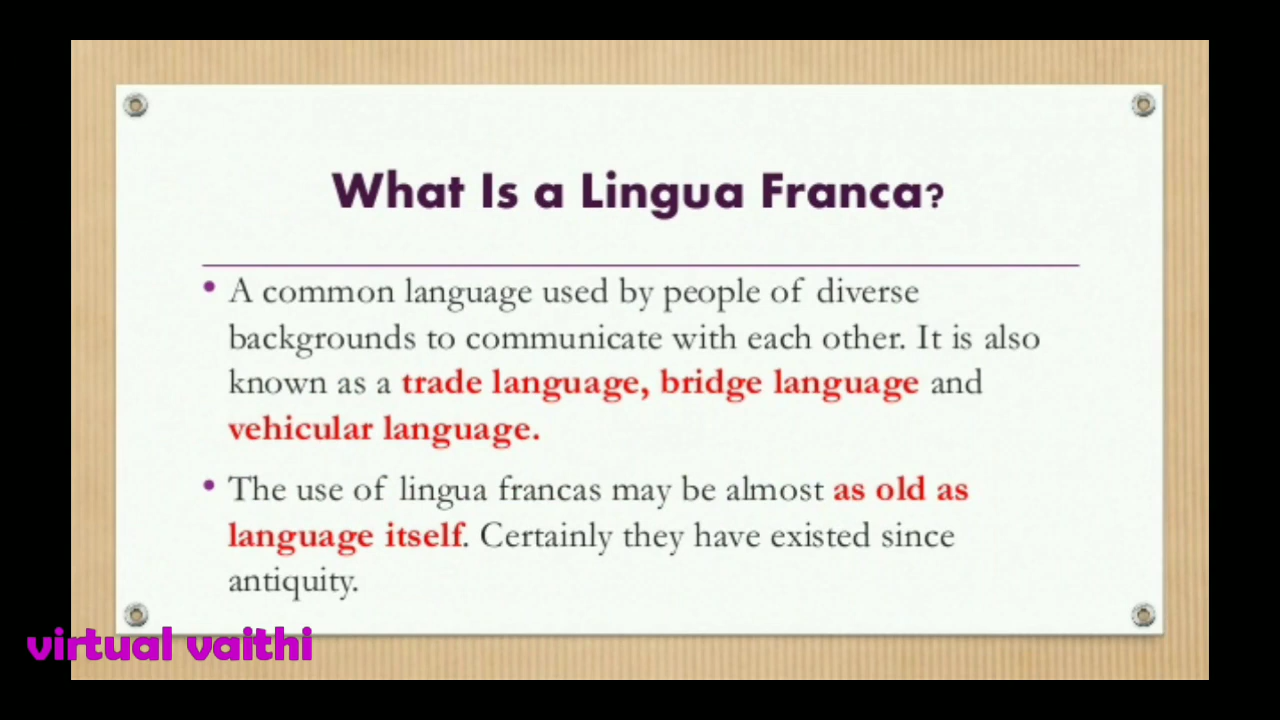 What Is a Lingua Franca?
• A common language used by people of diverse
backgrounds to communicate with each other. It is also
known as a trade language, bridge language and
vehicular language.
• The use of lingua francas may be almost as old as
language itself. Certainly they have existed since
antiquity.
virtual vaithi